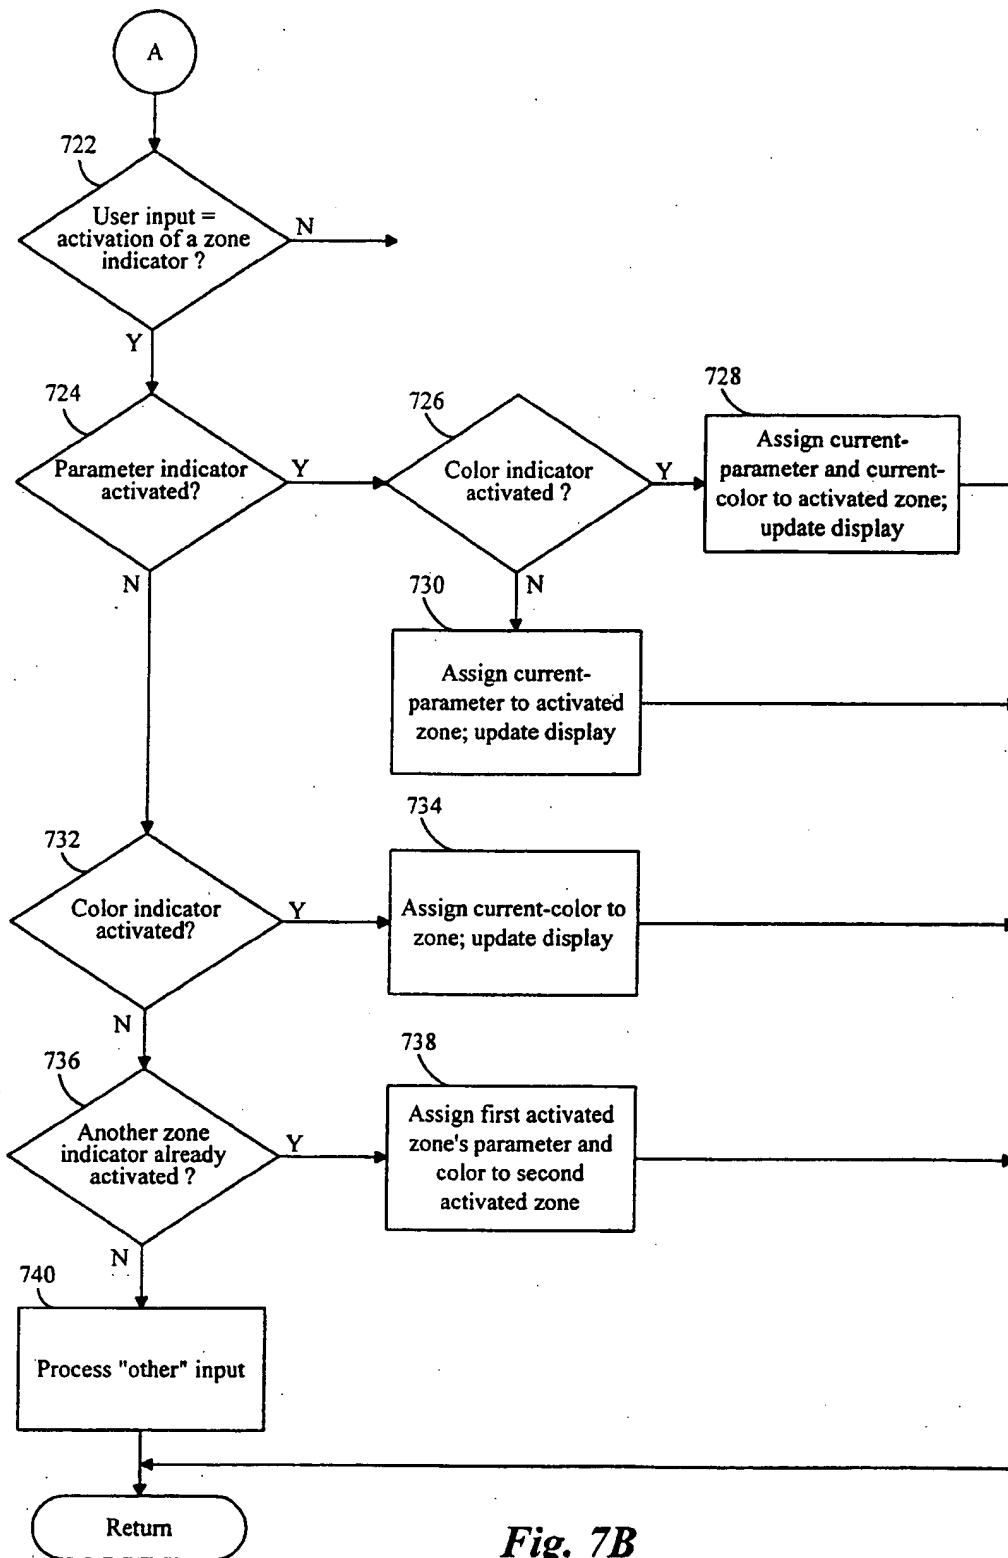 A
722
User input =
activation of a zone
indicator ?
N
Y
724
Parameter indicator
activated?
Y
N
726
Color indicator
activated ?
Y
N
728
Assign current-
parameter and current-
color to activated zone;
update display
730
Assign current-
parameter to activated
zone; update display
732
Color indicator
activated?
Y
N
734
Assign current-color to
zone; update display
736
Another zone
indicator already
activated ?
Y
N
738
Assign first activated
zone's parameter and
color to second
activated zone
740
Process "other" input
Return
Fig. 7B